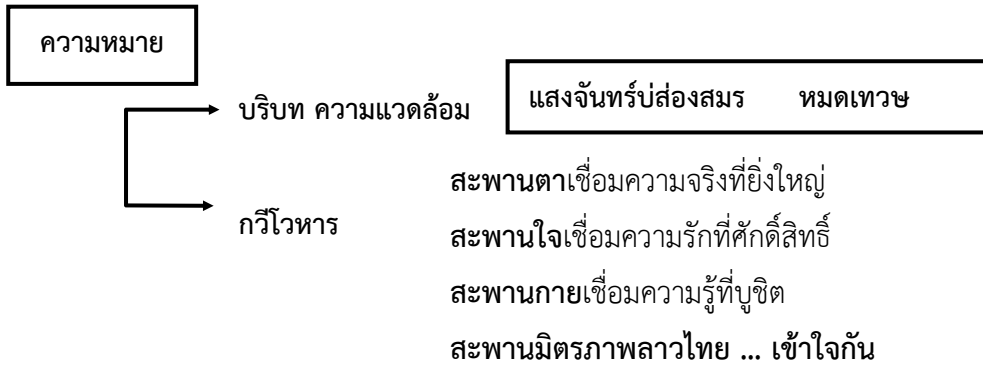 ความหมาย
บริบท ความแวดล้อม
แสงจันทร์บ่ส่องสมร หมดเทวษ
กวีโวหาร
สะพานตาเชื่อมความจริงที่ยิ่งใหญ่
สะพานใจเชื่อมความรักที่ศักดิ์สิทธิ์
สะพานกายเชื่อมความรู้ที่บูชิต
สะพานมิตรภาพลาวไทย ... เข้าใจกัน